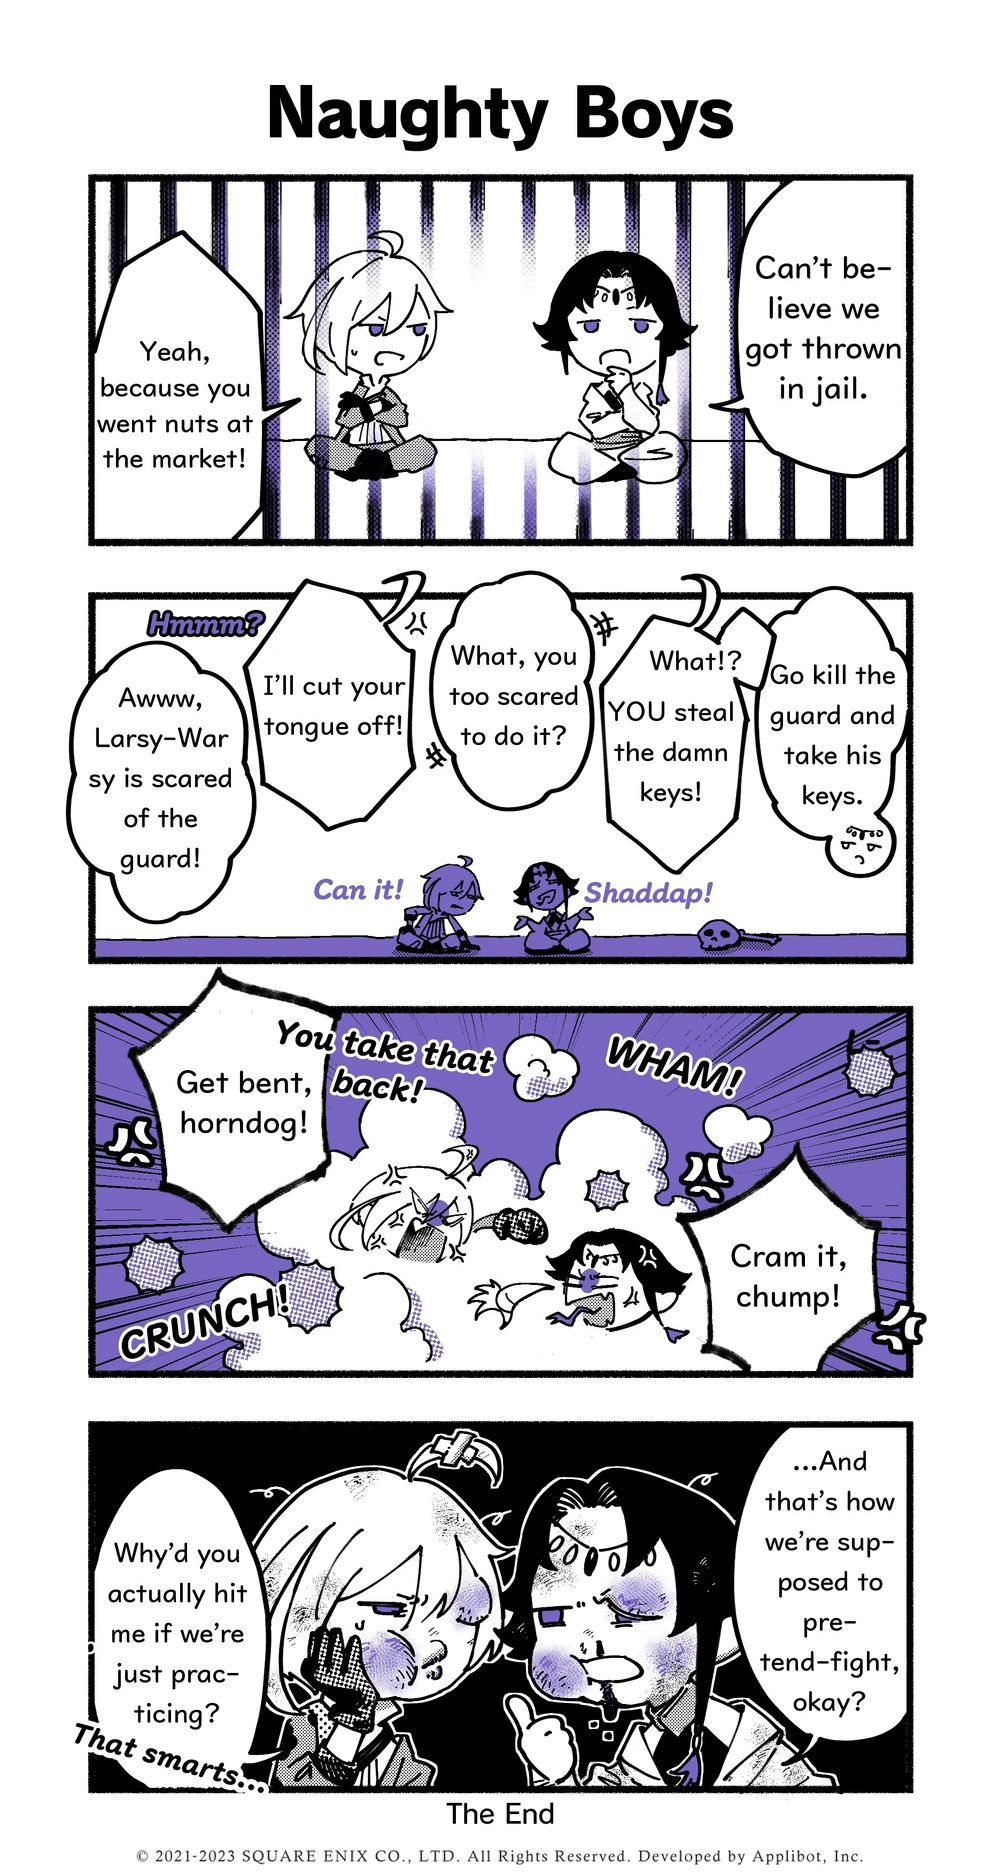 Naughty Boys
Can't be-
lieve we
got thrown
in jail.
Yeah,
because you
went nuts at
the market!
Go kill the
guard and
take his
keys.
What!?
YOU steal
the damn
keys!
What, you
too scared
to do it?
I'll cut your
tongue off!
Hmmm?
Awww,
Larsy-War
sy is scared
of the
guard!
Can it!
Shaddap!
Get bent,
horndog!
You take that
back!
WHAM!
Cram it,
chump!
CRUNCH!
...And
that's how
we're sup-
posed to
pre-
tend-fight,
okay?
Why'd you
actually hit
me if we're
just prac-
ticing?
That smarts...
The End
© 2021-2023 SQUARE ENIX CO., LTD. All Rights Reserved. Developed by Applibot, Inc.